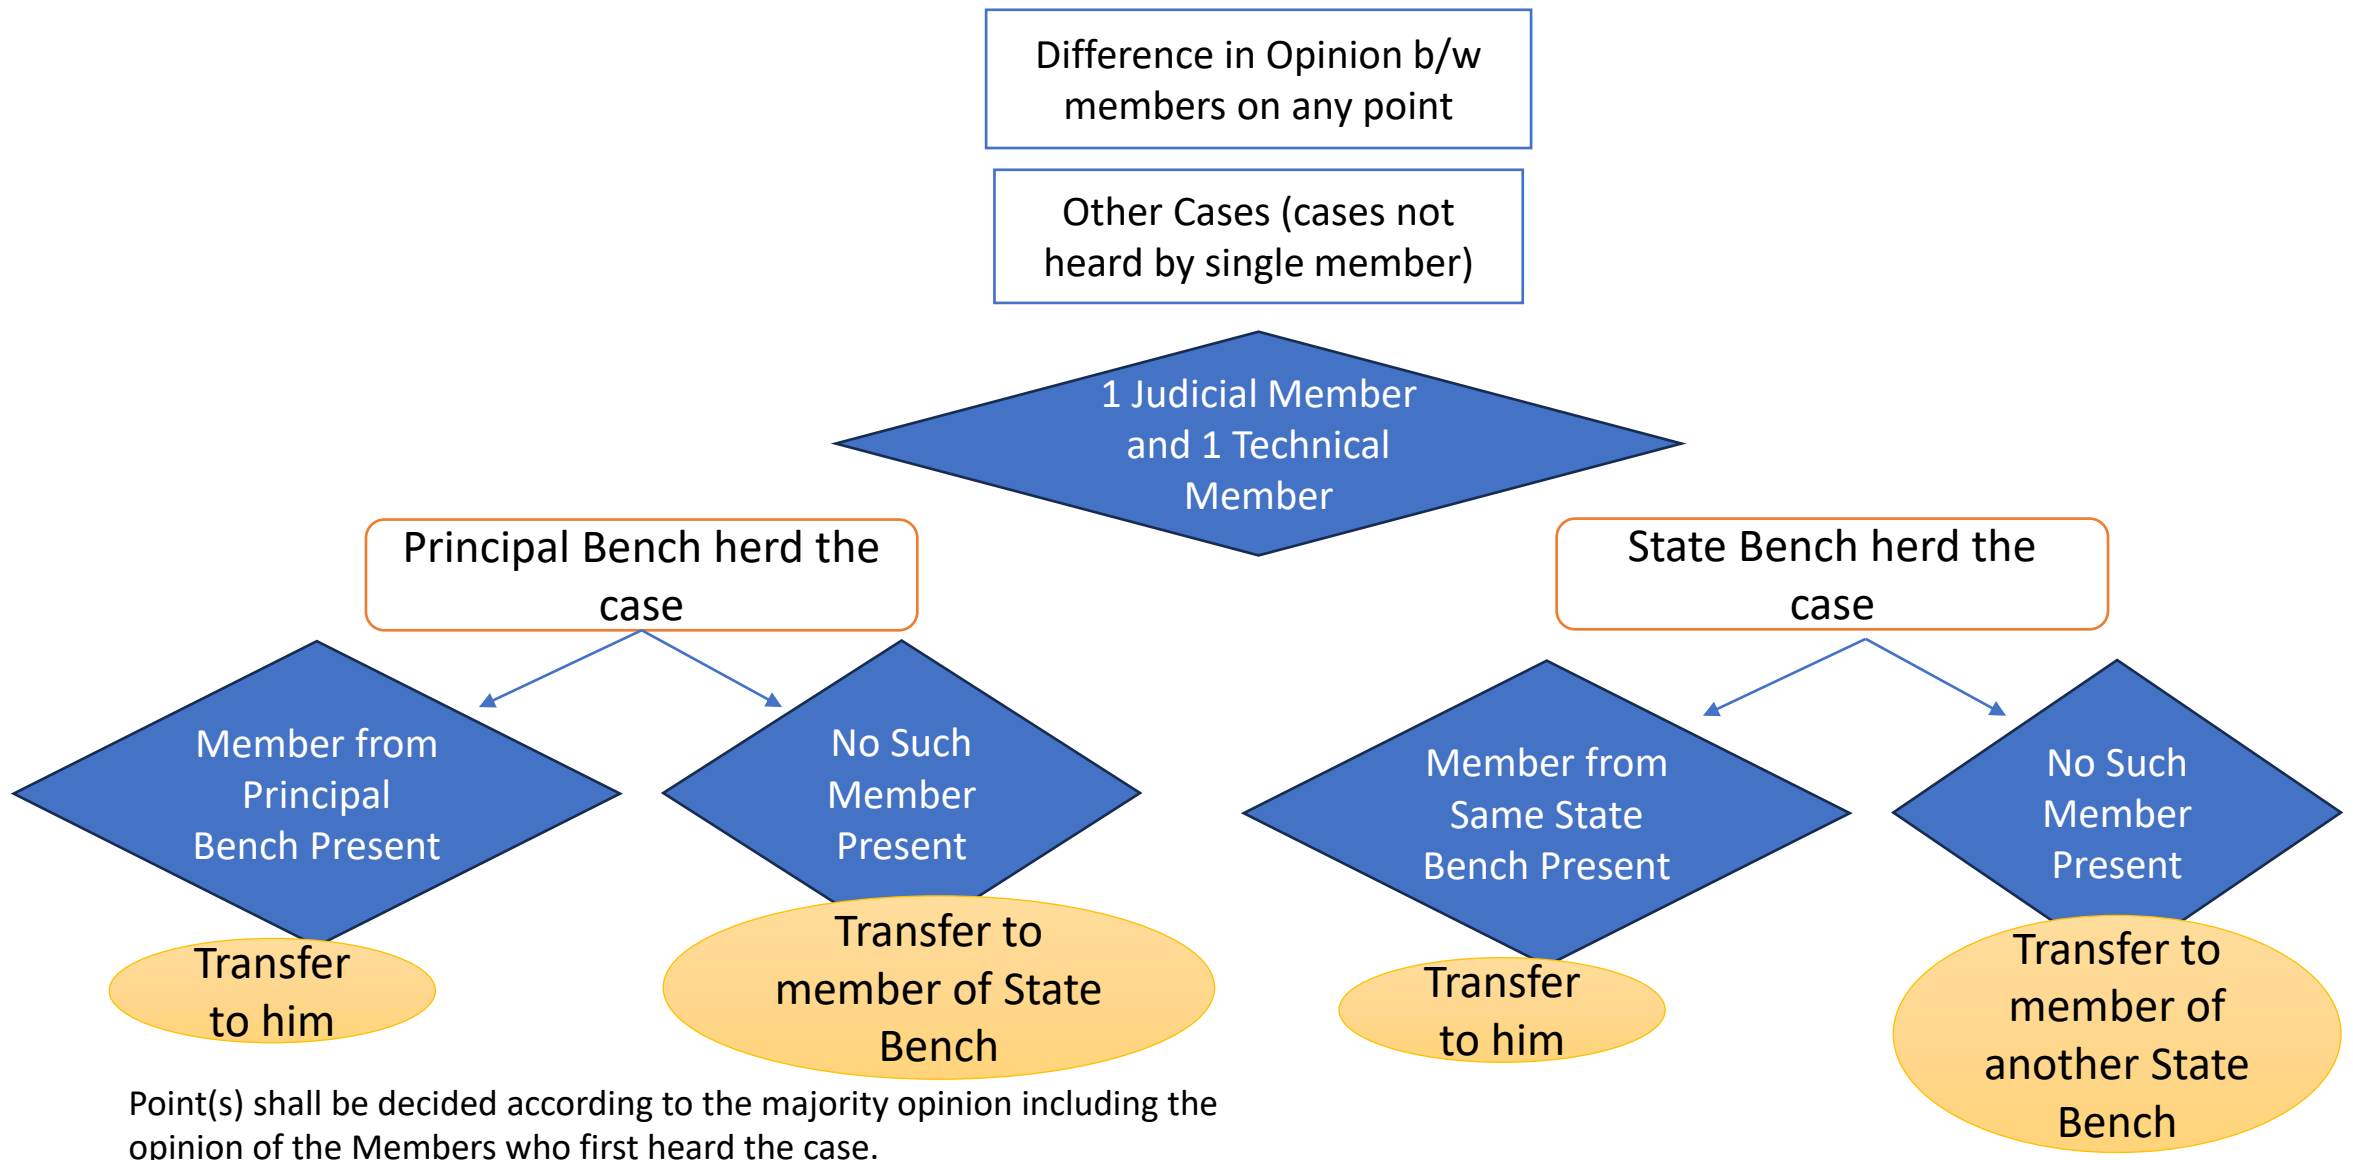 Difference in Opinion b/w
members on any point
Other Cases (cases not
heard by single member)
1 Judicial Member
and 1 Technical
Member
Principal Bench herd the
case
State Bench herd the
case
Member from
Principal
Bench Present
No Such
Member
Present
Member from
Same State
Bench Present
No Such
Member
Present
Transfer
to him
Transfer to
member of State
Bench
Transfer
to him
Transfer to
member of
another State
Bench
Point(s) shall be decided according to the majority opinion including the
opinion of the Members who first heard the case.